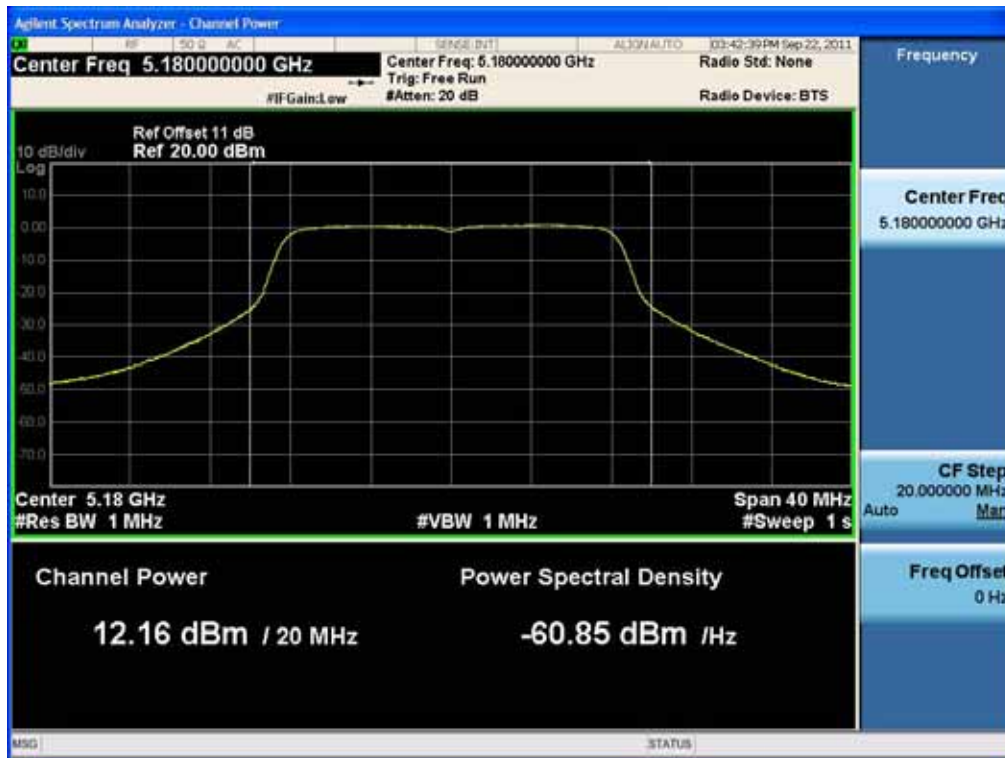 Agilent Spectrum Analyzer - Channel Power
RF 50 Ω AC SENSE:INT ALIGN AUTO 03:42:39 PM Sep 22, 2011
Center Freq 5.180000000 GHz
Center Freq: 5.180000000 GHz
Radio Std: None
Trig: Free Run
#IFGain:Low
#Atten: 20 dB
Radio Device: BTS
Ref Offset 11 dB
10 dB/div Ref 20.00 dBm
Log
10.0
0.00
-10.0
-20.0
-30.0
-40.0
-50.0
-60.0
-70.0
Center 5.18 GHz
Span 40 MHz
#Res BW 1 MHz
#VBW 1 MHz
#Sweep 1 s
Channel Power
Power Spectral Density
12.16 dBm / 20 MHz
-60.85 dBm /Hz
MSG
STATUS
Frequency
Center Freq
5.180000000 GHz
CF Step
20.000000 MHz
Auto Man
Freq Offset
0 Hz